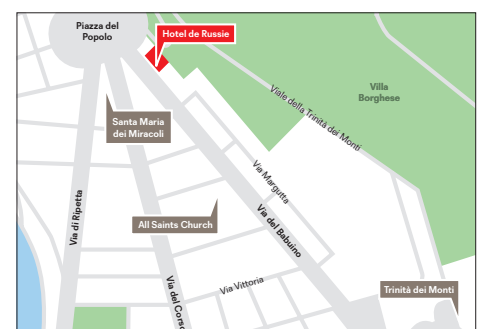 Piazza del
Popolo
Hotel de Russie
Villa
Borghese
Viale della Trinità dei Monti
Santa Maria
dei Miracoli
Via Margutta
All Saints Church
Via di Ripetta
Via del Babuino
Via del Corso
Via Vittoria
Trinità dei Monti